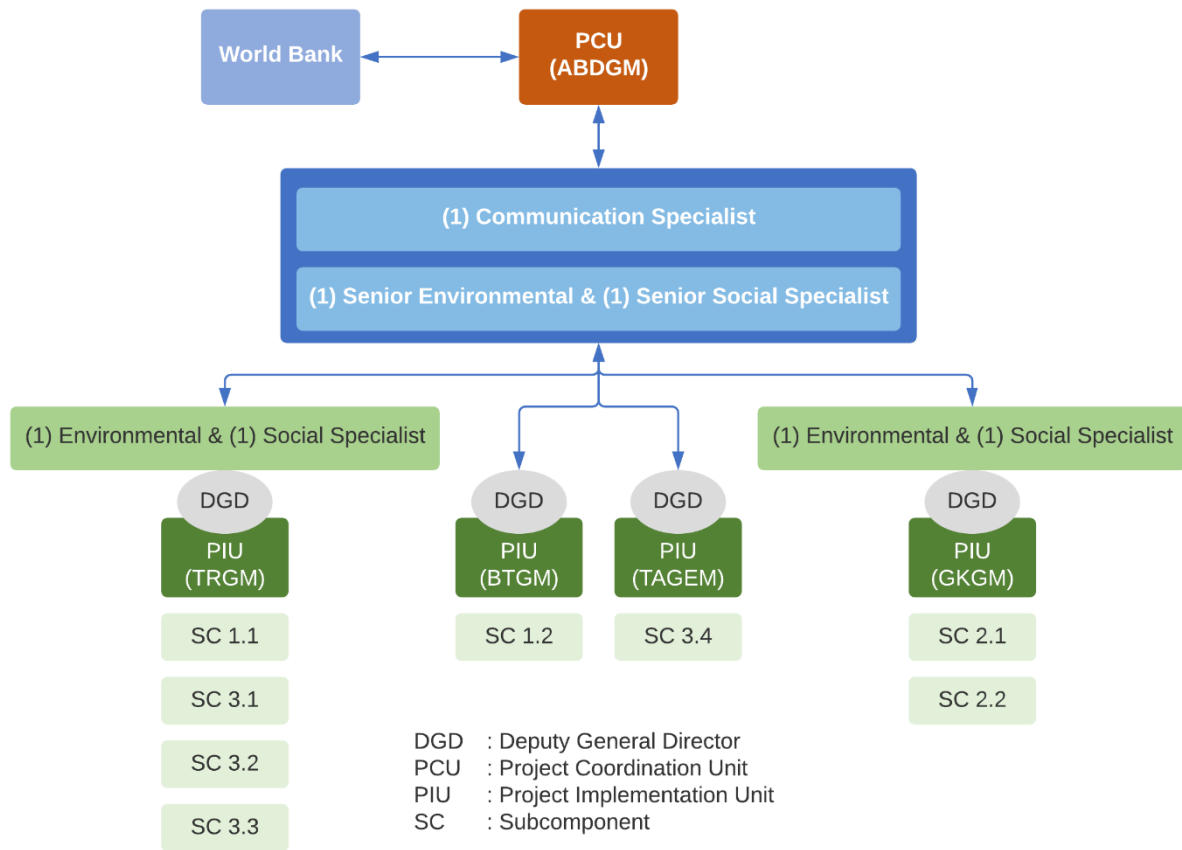 World Bank
PCU
(ABDGM)
(1) Communication Specialist
(1) Senior Environmental & (1) Senior Social Specialist
(1) Environmental & (1) Social Specialist
(1) Environmental & (1) Social Specialist
DGD
DGD
DGD
DGD
PIU
(TRGM)
PIU
(BTGM)
PIU
(TAGEM)
PIU
(GKGM)
SC 1.1
SC 1.2
SC 3.4
SC 2.1
SC 3.1
SC 2.2
SC 3.2
SC 3.3
DGD : Deputy General Director
PCU : Project Coordination Unit
PIU : Project Implementation Unit
SC : Subcomponent